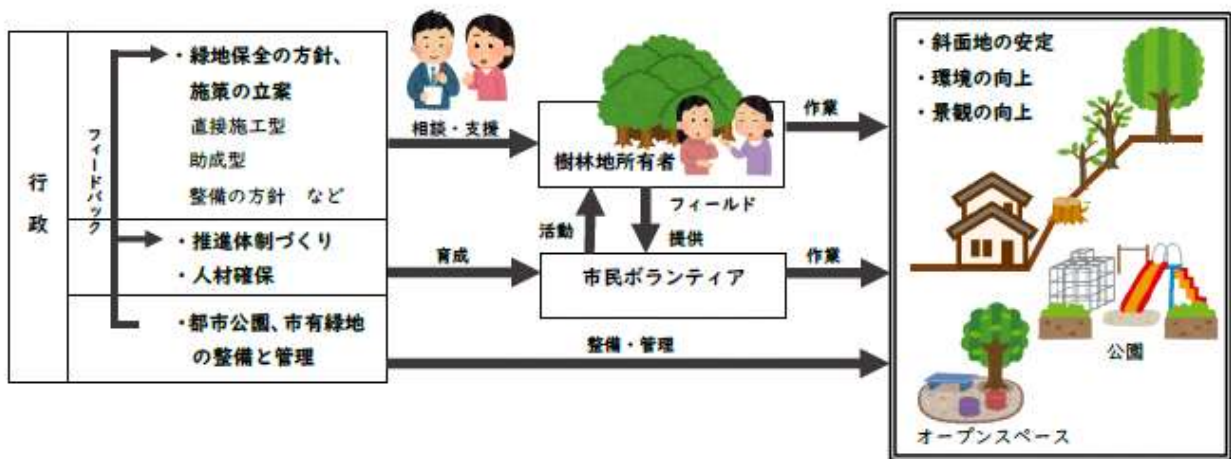 行政
フィードバック
・緑地保全の方針、
施策の立案
直接施工型
助成型
整備の方針　など
・推進体制づくり
・人材確保
・都市公園、市有緑地
の整備と管理
相談・支援
樹林地所有者
作業
活動
フィールド
提供
育成
市民ボランティア
作業
整備・管理
・斜面地の安定
・環境の向上
・景観の向上
公園
オープンスペース